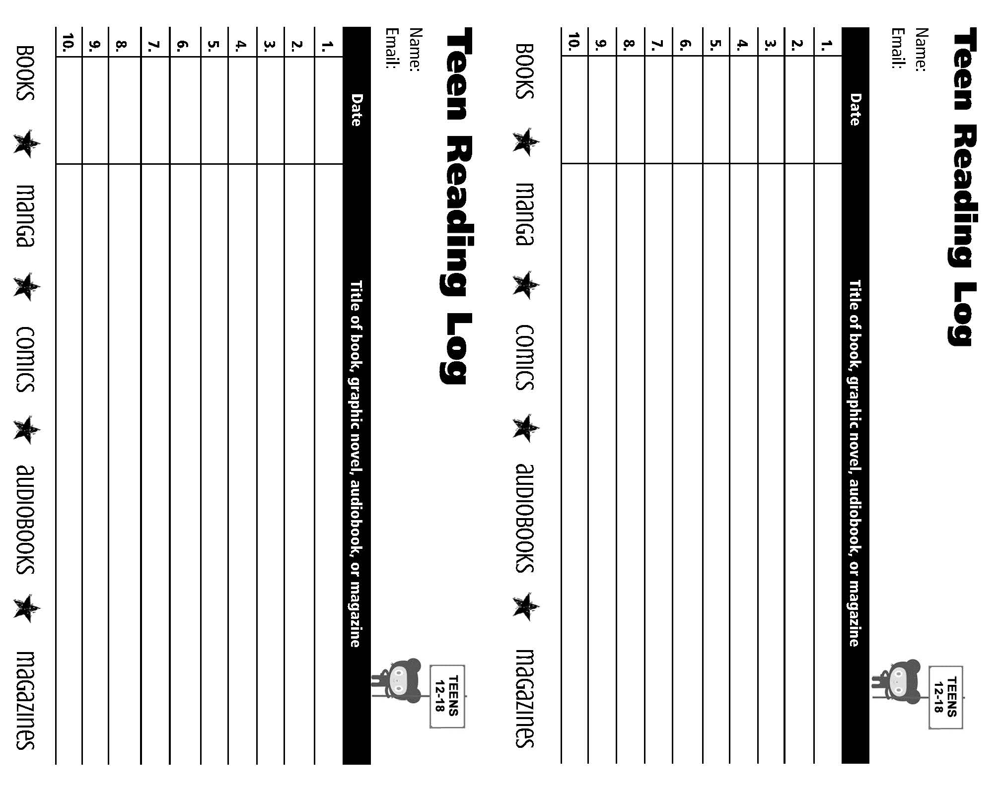 Teen Reading Log
TEENS
12-18
Name:
Email:
Date Title of book, graphic novel, audiobook, or magazine
1.
2.
3.
4.
5.
6.
7.
8.
9.
10.
BOOKS ★ manGa ★ comics ★ auDIOBOOKS ★ maGazines
Teen Reading Log
TEENS
12-18
Name:
Email:
Date Title of book, graphic novel, audiobook, or magazine
1.
2.
3.
4.
5.
6.
7.
8.
9.
10.
BOOKS ★ manGa ★ comics ★ auDIOBOOKS ★ maGazines